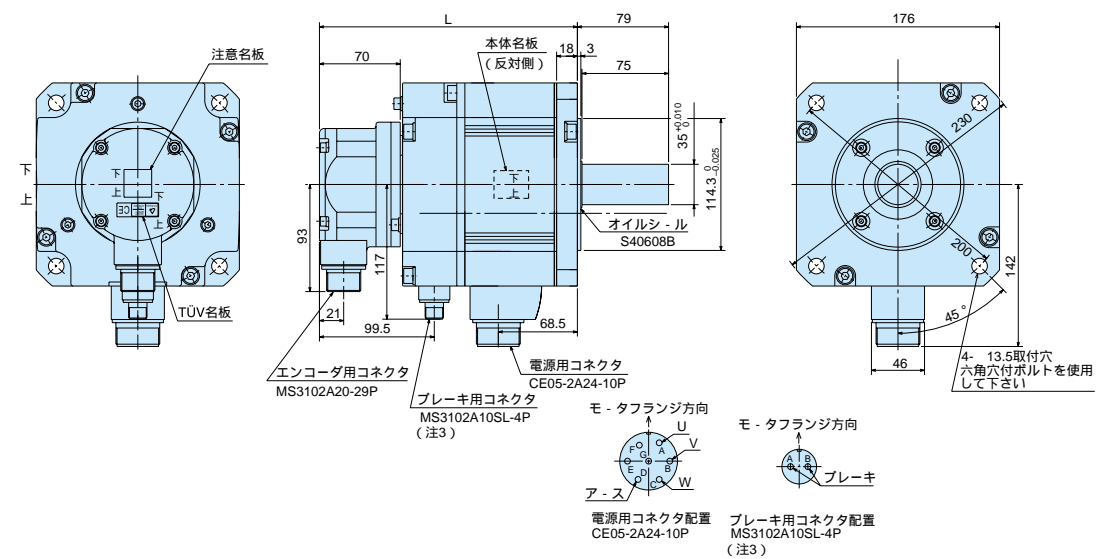 L
79
176
注意名板
70
本体名板
(反対側)
18
3
75
35 +0.010 0
114.3 0 -0.025
230
下
上
下
上
下
上
CE
下
上
オイルシ - ル
S40608B
200
142
93
117
TÜV名板
21
99.5
68.5
45°
46
エンコーダ用コネクタ
MS3102A20-29P
ブレーキ用コネクタ
MS3102A10SL-4P
(注3)
電源用コネクタ
CE05-2A24-10P
4- 13.5取付穴
六角穴付ボルトを使用
して下さい
モ - タフランジ方向
U
V
W
F
G
A
E
D
B
C
ア - ス
電源用コネクタ配置
CE05-2A24-10P
モ - タフランジ方向
A
B
ブレーキ
ブレーキ用コネクタ配置
MS3102A10SL-4P
(注3)